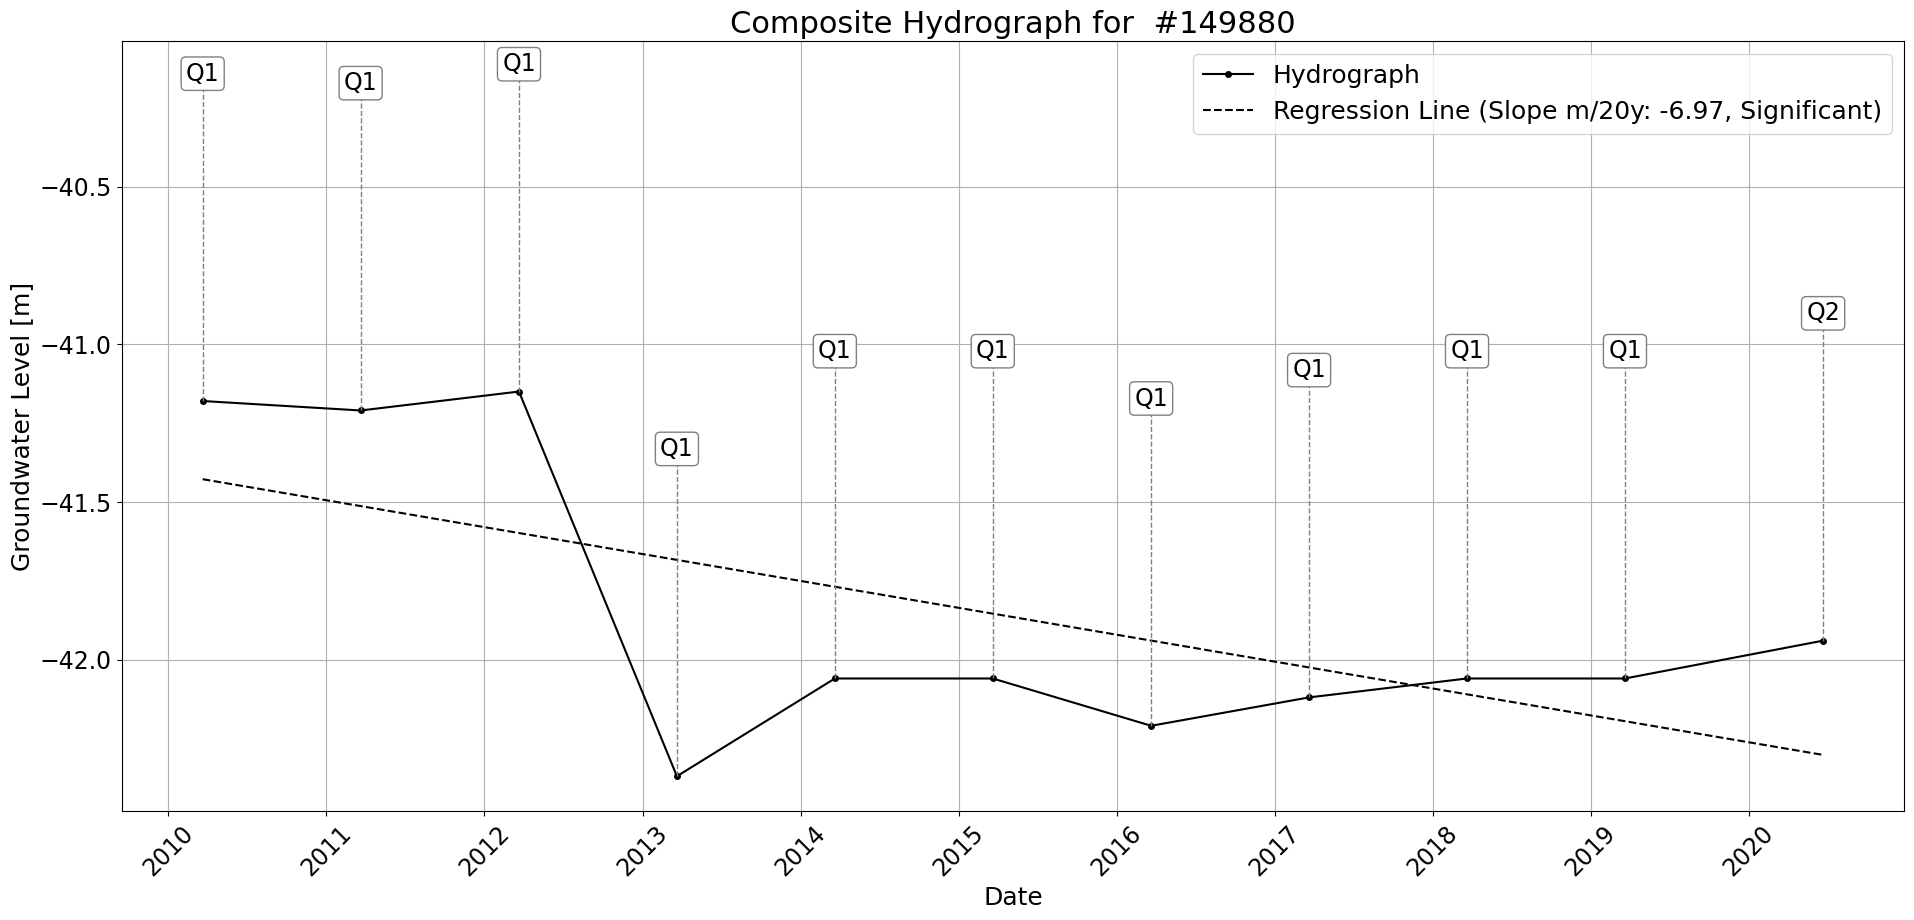 Composite Hydrograph for  #149880
Hydrograph
Regression Line (Slope m/20y: -6.97, Significant)
Q1
Q1
Q1
Q1
Q1
Q1
Q1
Q1
Q1
Q1
Q2
Groundwater Level [m]
−40.5
−41.0
−41.5
−42.0
2010
2011
2012
2013
2014
2015
2016
2017
2018
2019
2020
Date